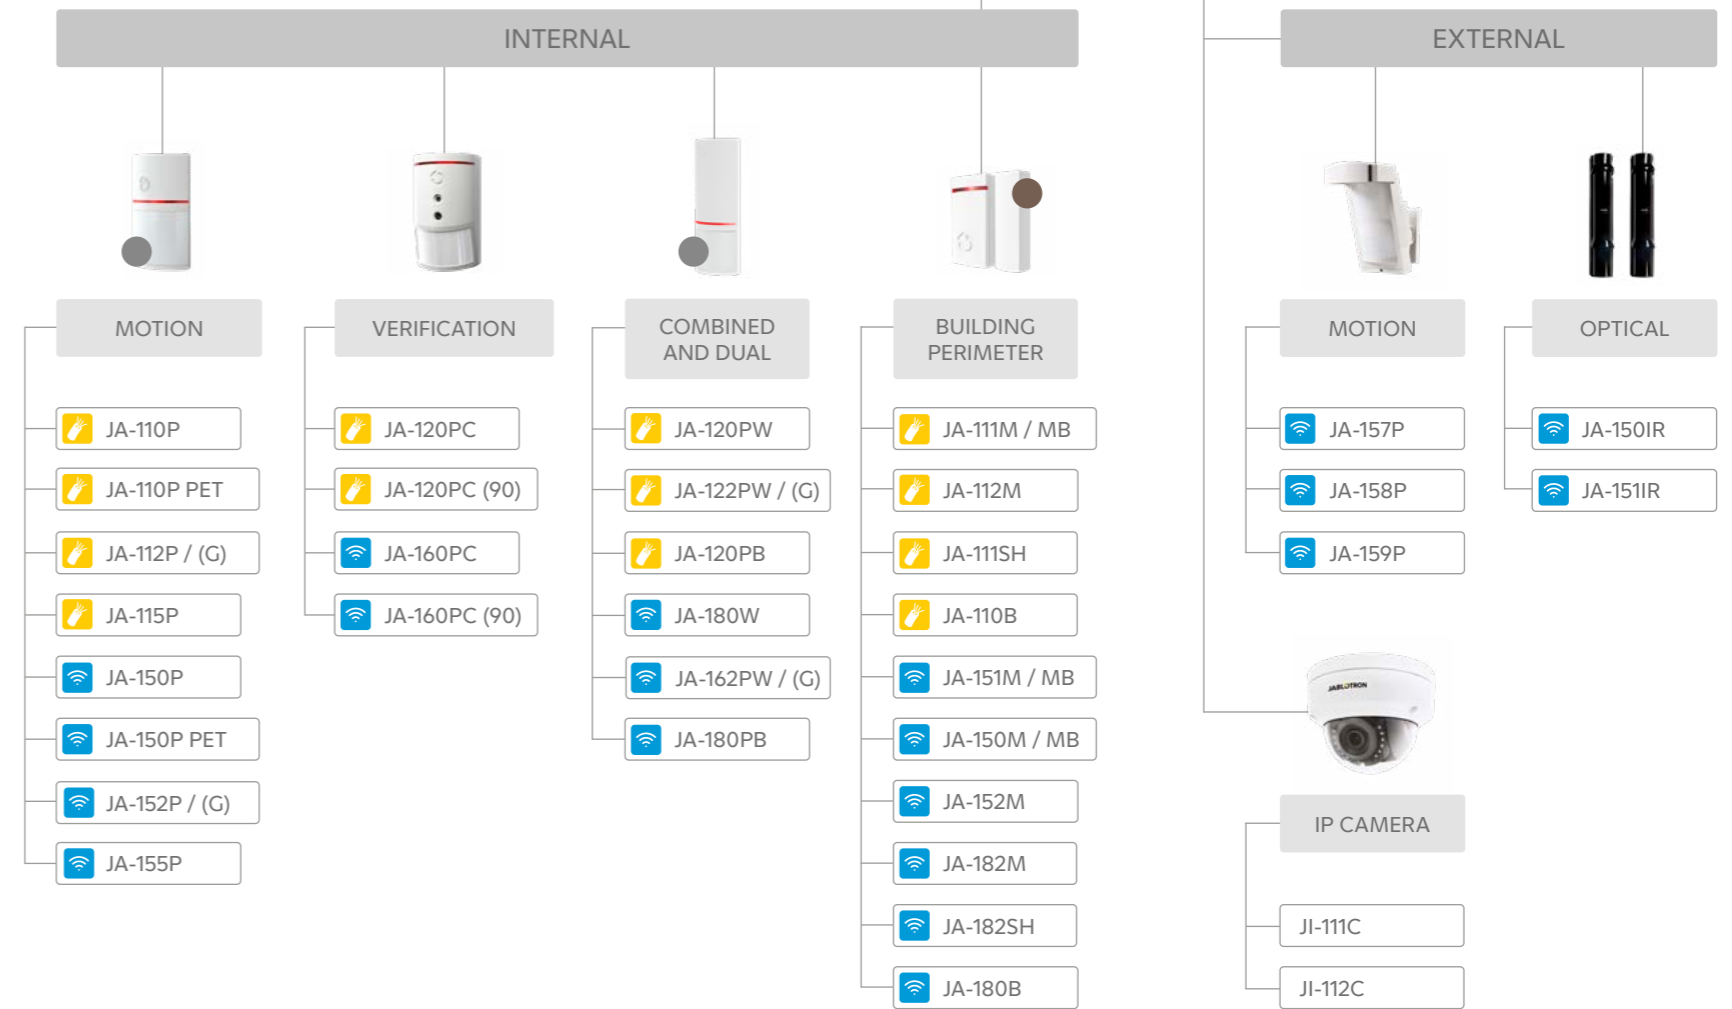 INTERNAL
EXTERNAL
MOTION
JA-110P
JA-110P PET
JA-112P / (G)
JA-115P
JA-150P
JA-150P PET
JA-152P / (G)
JA-155P
VERIFICATION
JA-120PC
JA-120PC (90)
JA-160PC
JA-160PC (90)
COMBINED
AND DUAL
JA-120PW
JA-122PW / (G)
JA-120PB
JA-180W
JA-162PW / (G)
JA-180PB
BUILDING
PERIMETER
JA-111M / MB
JA-112M
JA-111SH
JA-110B
JA-151M / MB
JA-150M / MB
JA-152M
JA-182M
JA-182SH
JA-180B
MOTION
JA-157P
JA-158P
JA-159P
OPTICAL
JA-150IR
JA-151IR
JABLOTRON
IP CAMERA
JI-111C
JI-112C